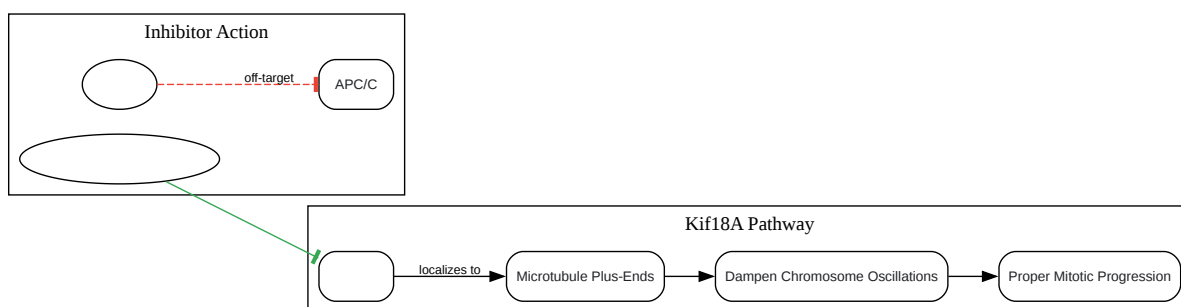 Inhibitor Action
off-target
APC/C
Kif18A Pathway
localizes to
Microtubule Plus-Ends
Dampen Chromosome Oscillations
Proper Mitotic Progression